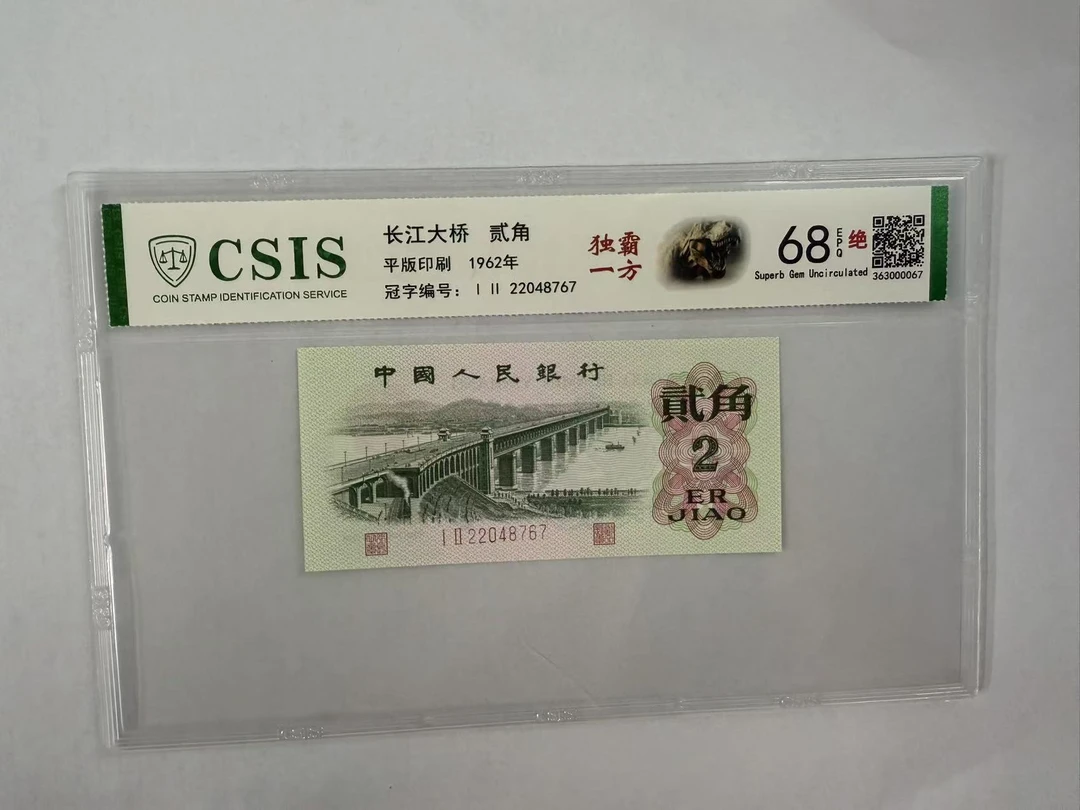 CSIS
COIN STAMP IDENTIFICATION SERVICE
长江大桥 贰角
平版印刷 1962年
冠字编号： I II 22048767
独霸
一方
68 EPQ 绝
Superb Gem Uncirculated 363000067
中國人民銀行
貳角
2
ER
JIAO
I II 22048767